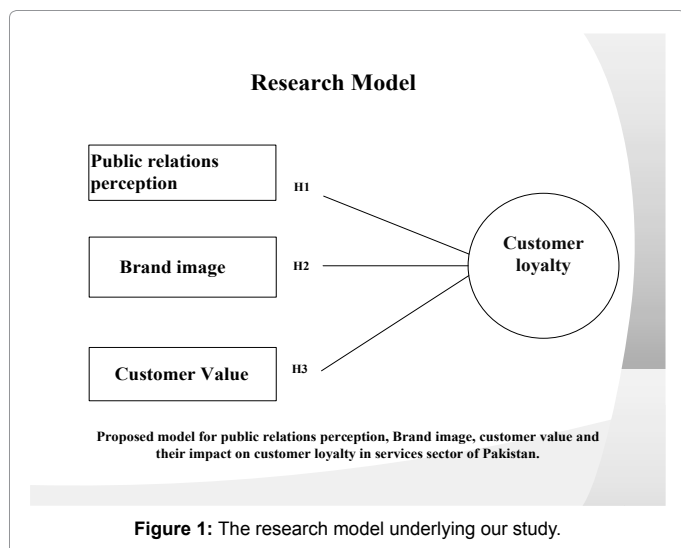 Research Model
Public relations
perception
H1
Brand image
H2
Customer
loyalty
Customer Value
H3
Proposed model for public relations perception, Brand image, customer value and
their impact on customer loyalty in services sector of Pakistan.
Figure 1: The research model underlying our study.